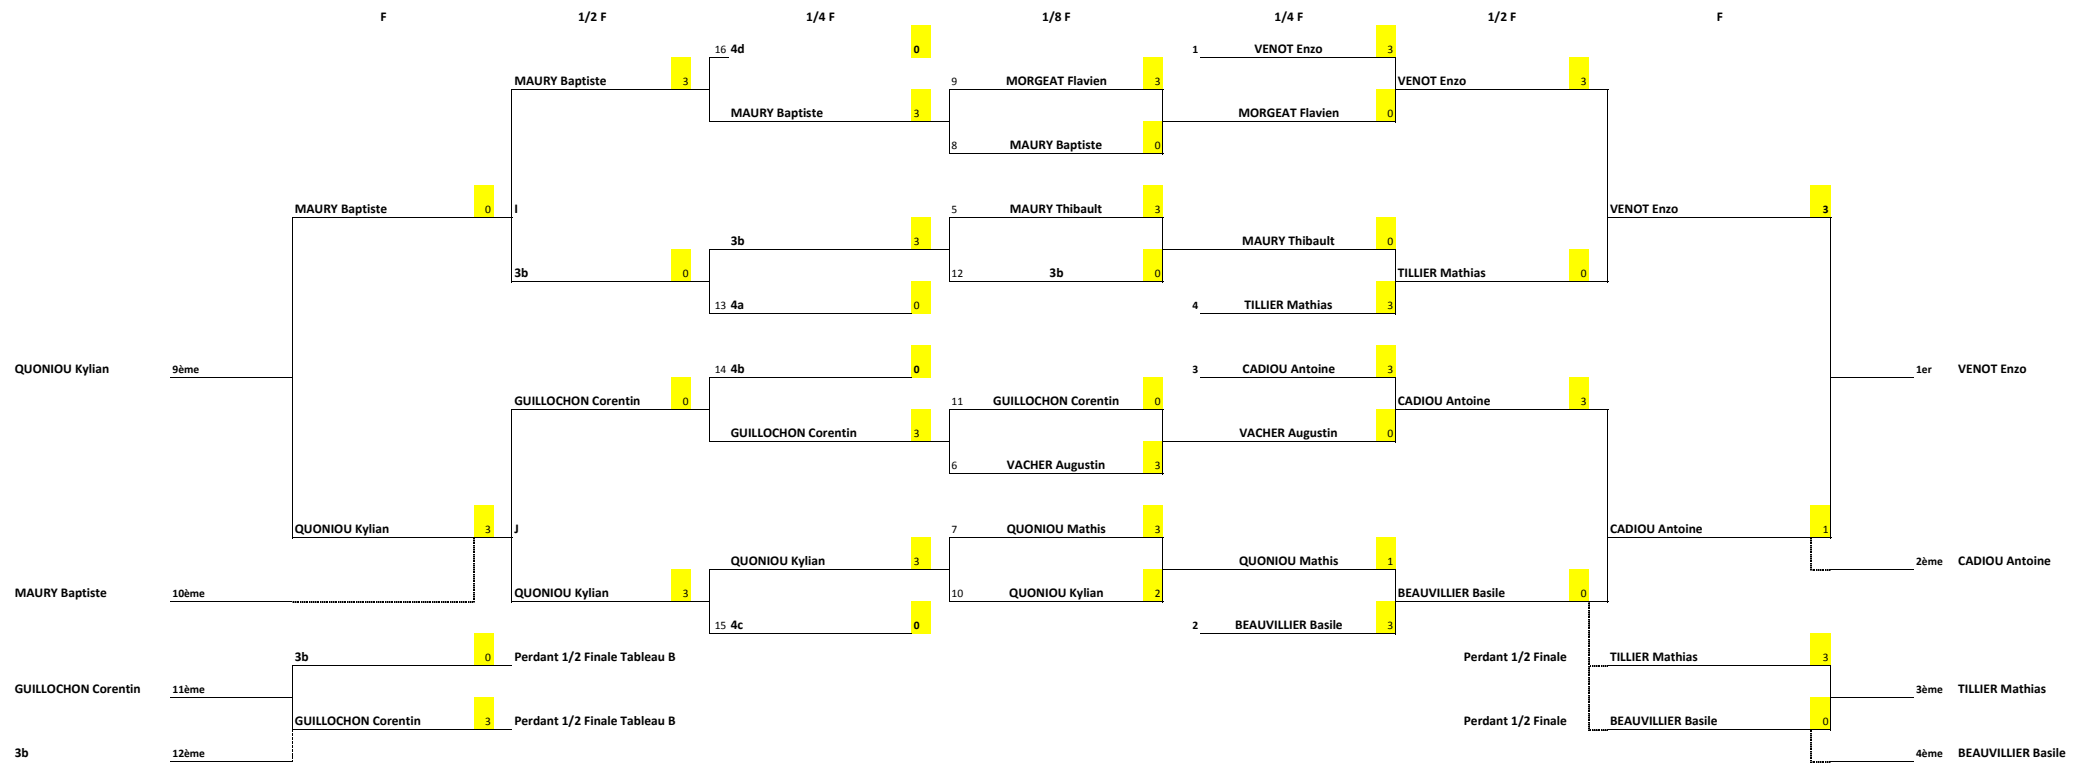 F 1/2 F 1/4 F 1/8 F 1/4 F 1/2 F F
16 4d 0 1 VENOT Enzo 3
MAURY Baptiste 3 9 MORGEAT Flavien 3 VENOT Enzo 3
MAURY Baptiste 3 MORGEAT Flavien 0
8 MAURY Baptiste 0
MAURY Baptiste 0 I 5 MAURY Thibault 3 VENOT Enzo 3
3b 3 MAURY Thibault 0
3b 0 12 3b 0 TILLIER Mathias 0
13 4a 0 4 TILLIER Mathias 3
QUONIOU Kylian 9ème 14 4b 0 3 CADIOU Antoine 3 1er VENOT Enzo
GUILLOCHON Corentin 0 11 GUILLOCHON Corentin 0 CADIOU Antoine 3
GUILLOCHON Corentin 3 VACHER Augustin 0
6 VACHER Augustin 3
QUONIOU Kylian 3 J 7 QUONIOU Mathis 3 CADIOU Antoine 1
QUONIOU Kylian 3 QUONIOU Mathis 1 2ème CADIOU Antoine
MAURY Baptiste 10ème QUONIOU Kylian 3 10 QUONIOU Kylian 2 BEAUVILLIER Basile 0
15 4c 0 2 BEAUVILLIER Basile 3
3b 0 Perdant 1/2 Finale Tableau B Perdant 1/2 Finale TILLIER Mathias 3
GUILLOCHON Corentin 11ème 3ème TILLIER Mathias
GUILLOCHON Corentin 3 Perdant 1/2 Finale Tableau B Perdant 1/2 Finale BEAUVILLIER Basile 0
3b 12ème 4ème BEAUVILLIER Basile